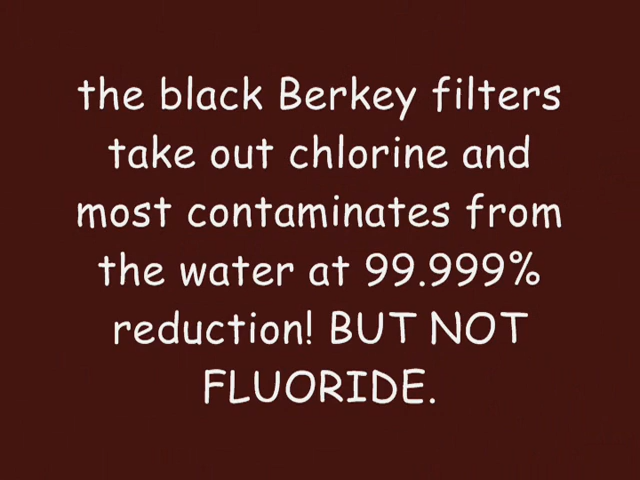 the black Berkey filters
take out chlorine and
most contaminates from
the water at 99.999%
reduction! BUT NOT
FLUORIDE.